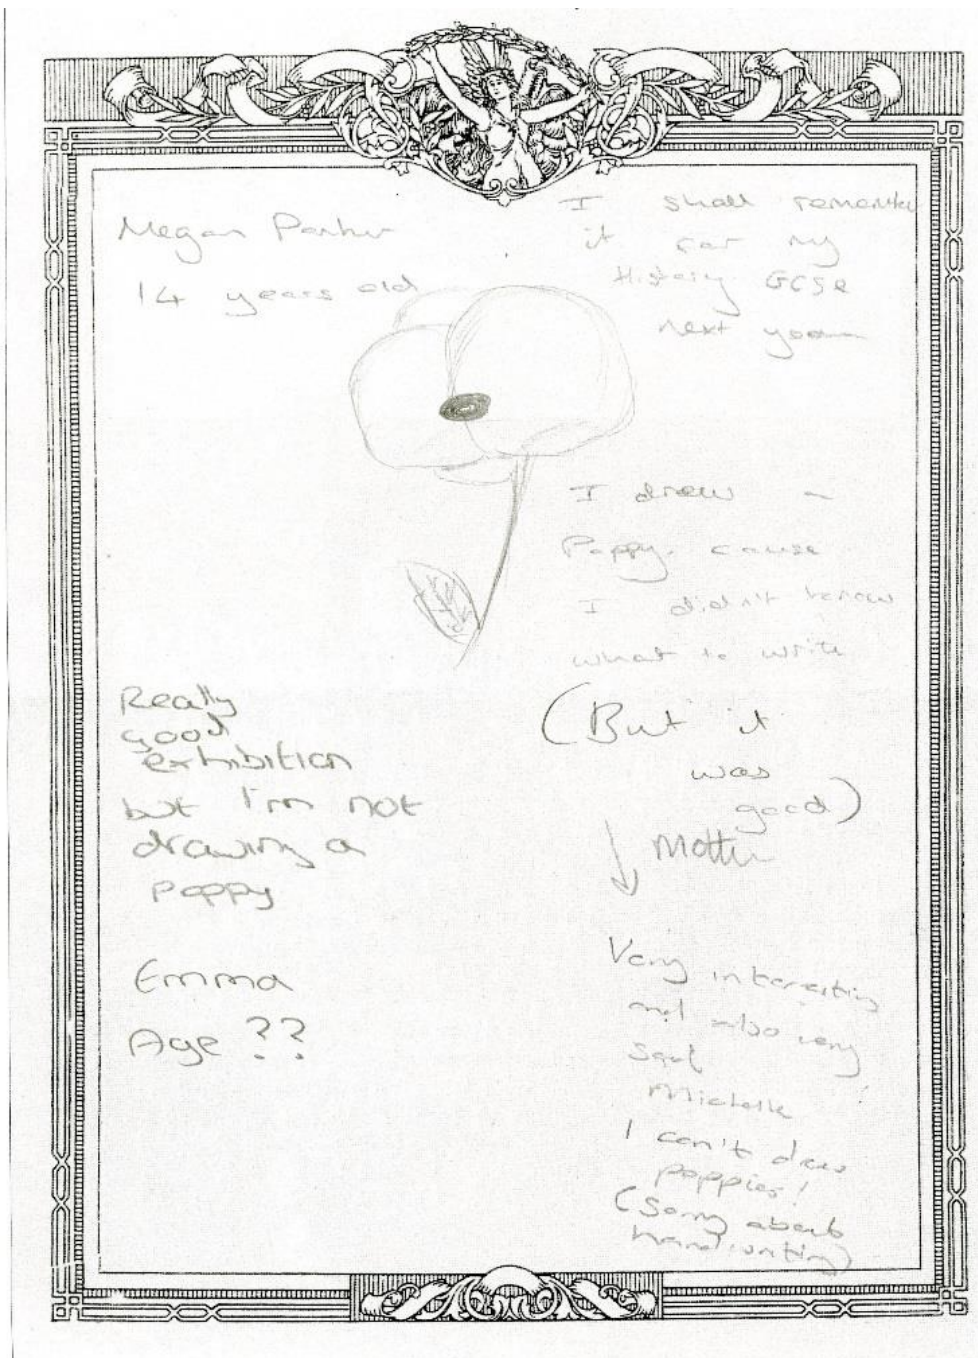 Megan Parker
14 years old
I shall remember
it for my
History GCSE
next year
I drew a
Poppy cause
I didn't know
what to write
(But it
was
good)
Really
good
exhibition
but I'm not
drawing a
poppy
Emma
Age ??
Mother
Very interesting
and also very
sad
Michelle
I can't draw
poppies!
(Sorry about
handwriting)